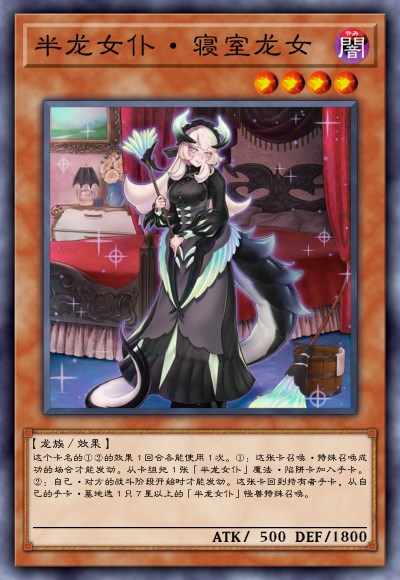 半龙女仆・寝室龙女
やみ
闇
【龙族/效果】
这个卡名的①②的效果1回合各能使用1次。①:这张卡召唤・特殊召唤
成功的场合才能发动。从卡组把1张「半龙女仆」魔法・陷阱卡加入手卡。
②:自己・对方的战斗阶段开始时才能发动。这张卡回到持有者手卡,从自
己的手卡・墓地选1只7星以上的「半龙女仆」怪兽特殊召唤。
ATK/ 500 DEF/1800